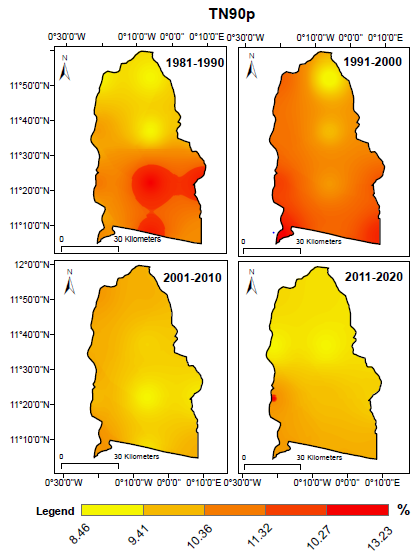 TN90p
0°30'0"W 0°10'0"W 0°0'0" 0°10'0"E 0°30'0"W 0°10'0"W 0°0'0" 0°10'0"E
N 1981-1990 N 1991-2000
11°50'0"N
11°40'0"N
11°30'0"N
11°20'0"N
11°10'0"N
0 30 Kilometers 0 30 Kilometers
12°0'0"N
N 2001-2010 N 2011-2020
11°50'0"N
11°40'0"N
11°30'0"N
11°20'0"N
11°10'0"N
0 30 Kilometers 0 30 Kilometers
0°30'0"W 0°10'0"W 0°0'0"W 0°10'0"E 0°30'0"W 0°10'0"W 0°0'0"W 0°10'0"E
Legend %
8.46 9.41 10.36 11.32 10.27 13.23